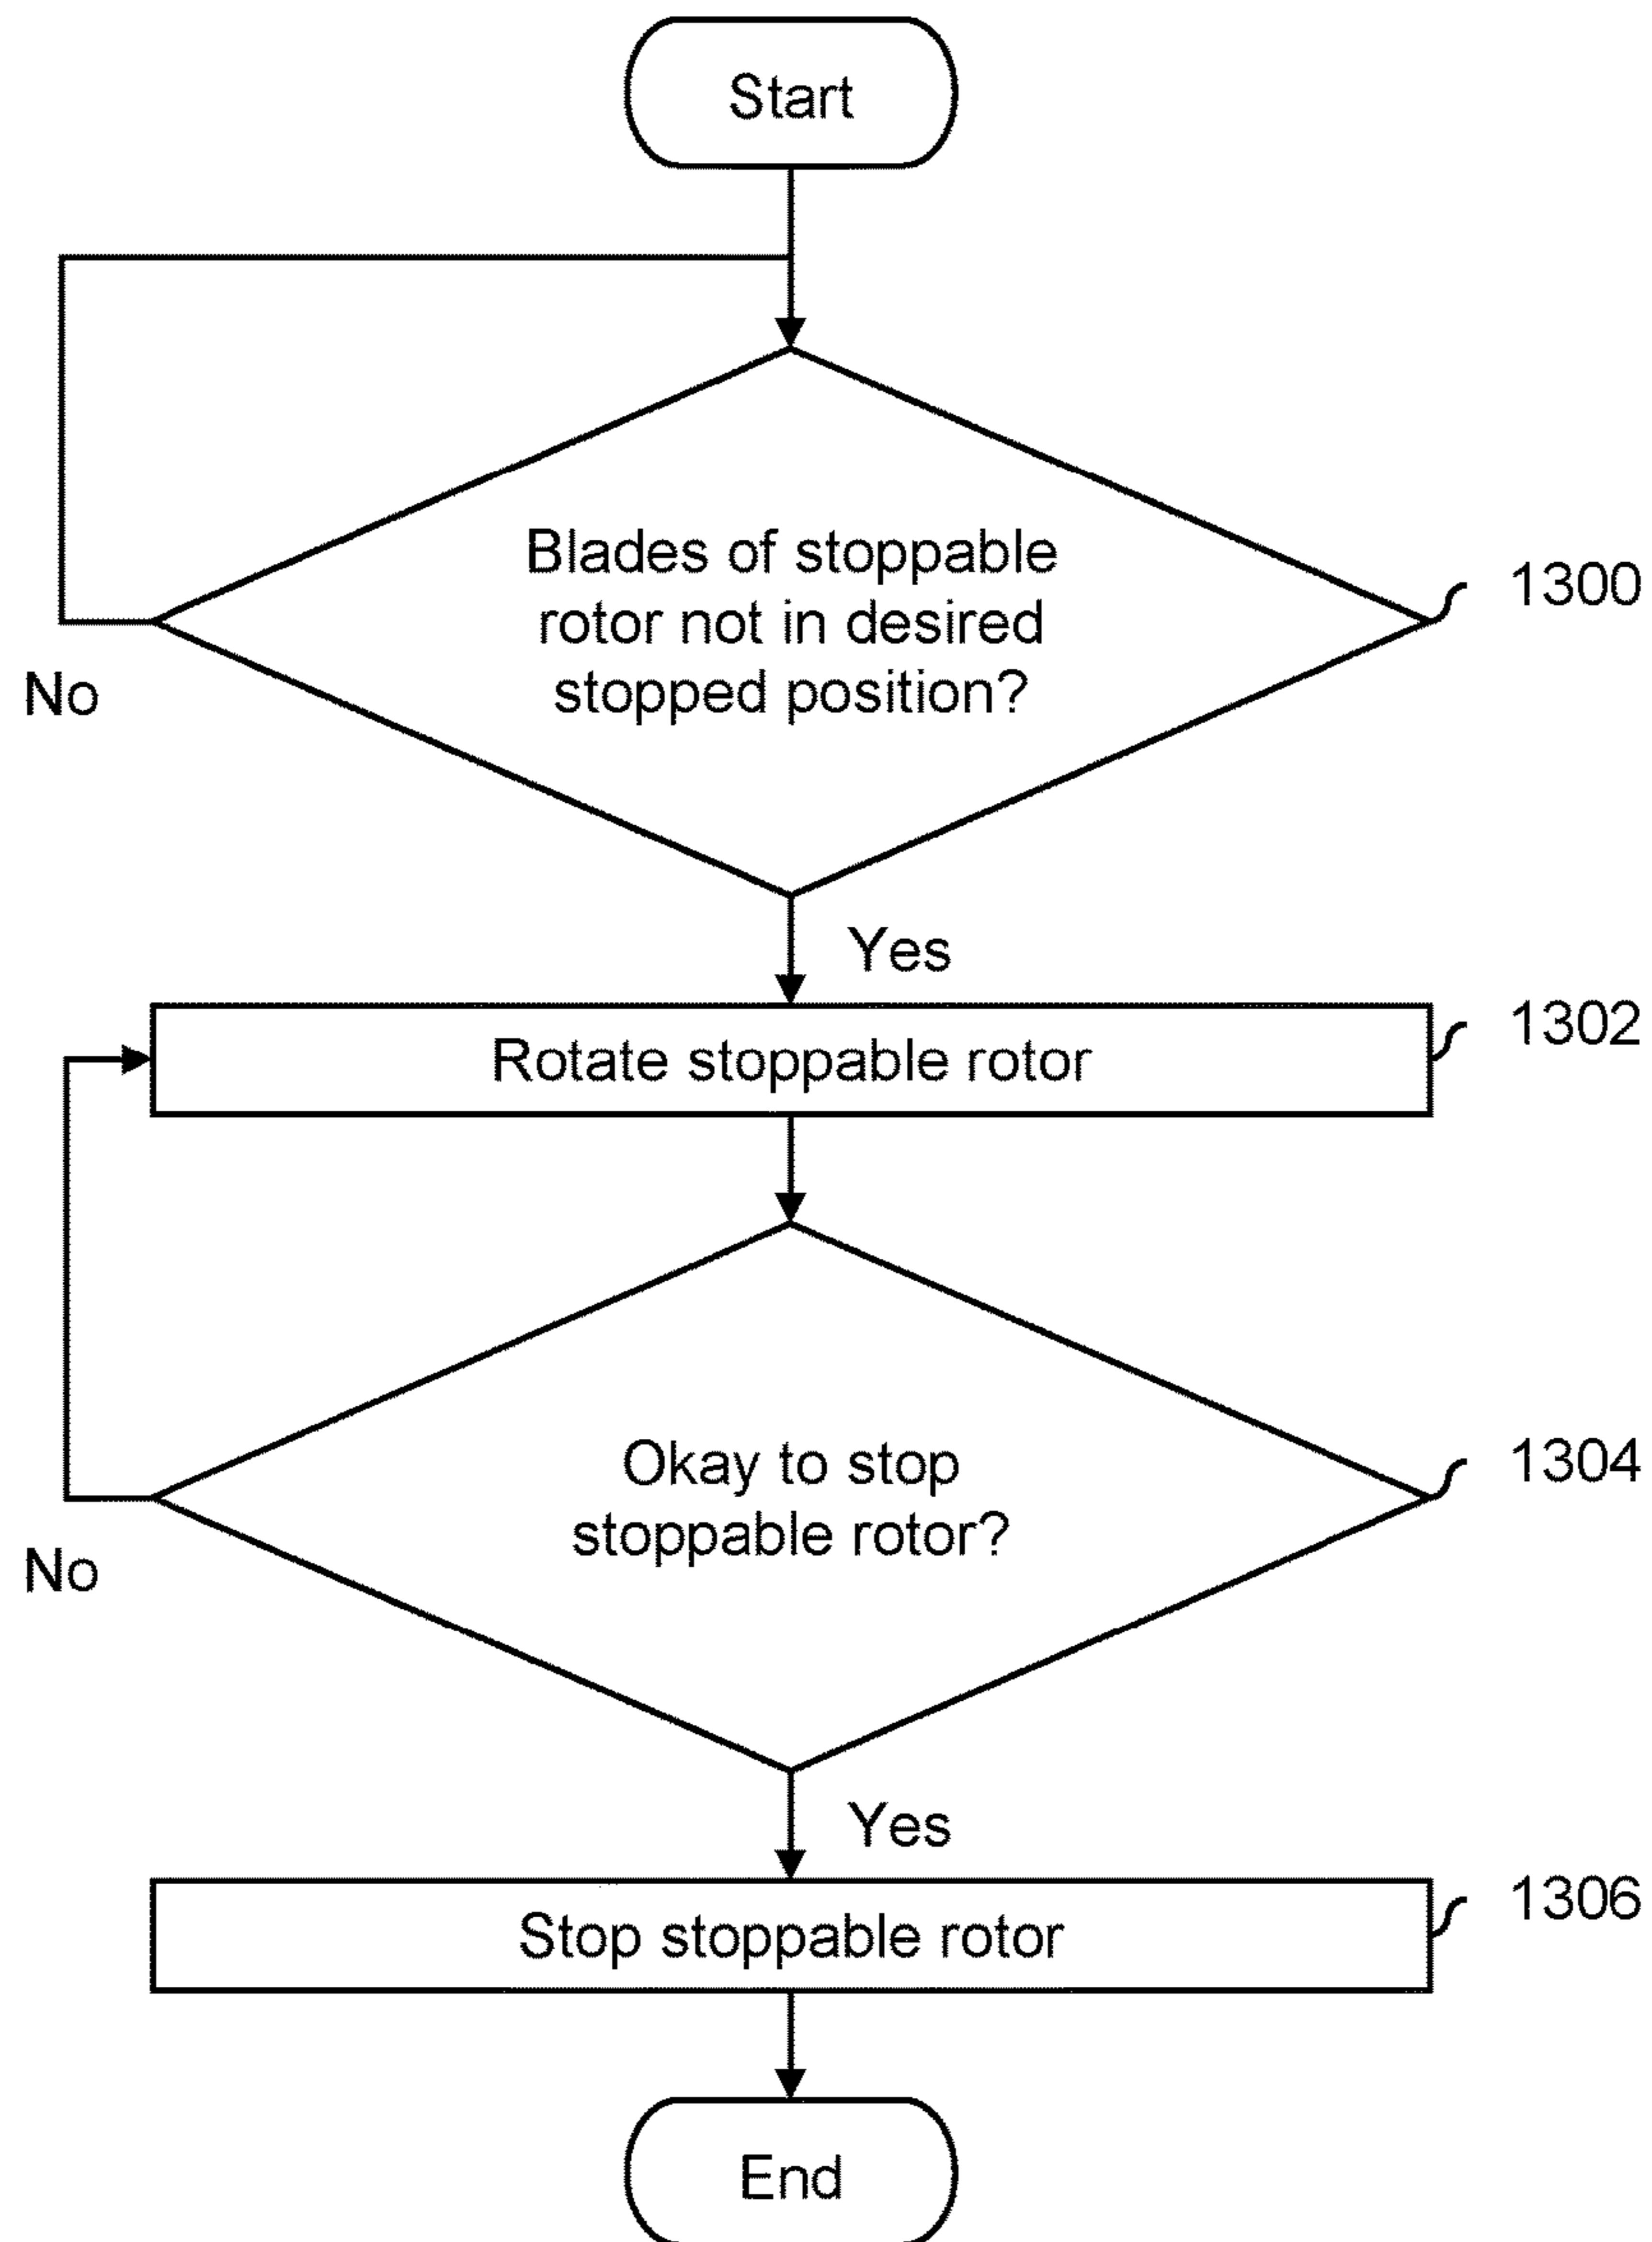 Start
Blades of stoppable
rotor not in desired
stopped position?
1300
No
Yes
Rotate stoppable rotor
1302
Okay to stop
stoppable rotor?
1304
No
Yes
Stop stoppable rotor
1306
End